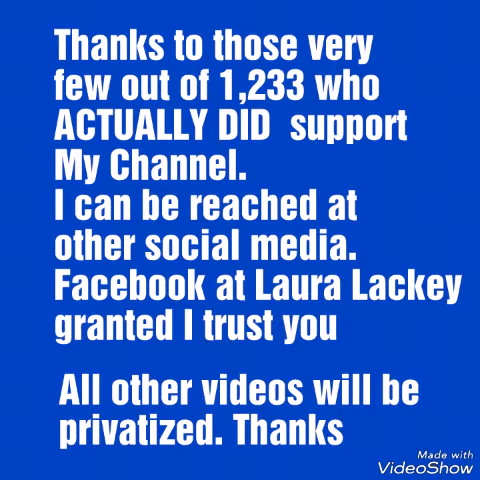 Thanks to those very
few out of 1,233 who
ACTUALLY DID support
My Channel.
I can be reached at
other social media.
Facebook at Laura Lackey
granted I trust you
All other videos will be
privatized. Thanks
Made with
VideoShow